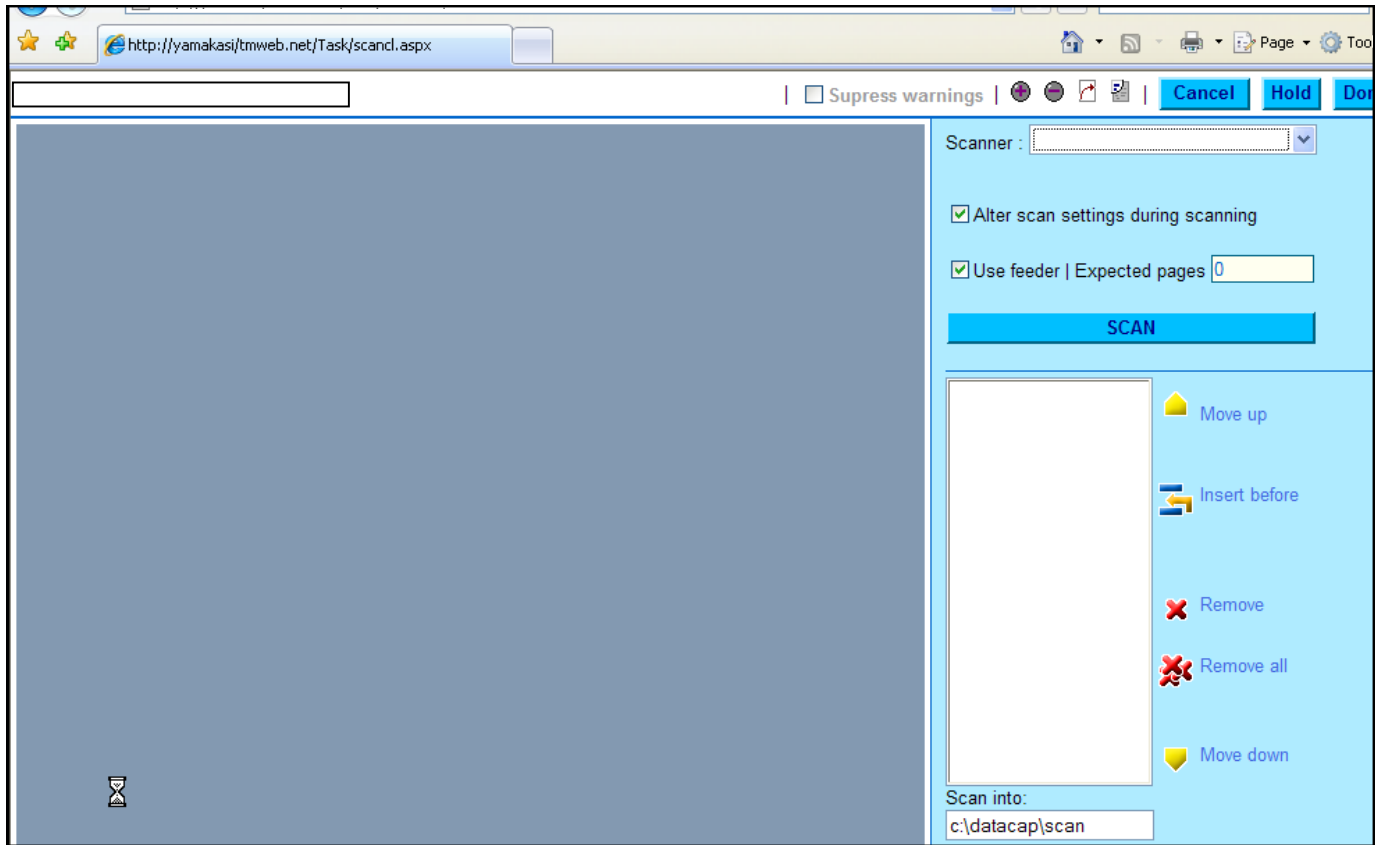 http://yamakasi/tmweb.net/Task/scancl.aspx
Page
Supress warnings | Cancel Hold
Scanner :
Alter scan settings during scanning
Use feeder | Expected pages 0
SCAN
Move up
Insert before
Remove
Remove all
Move down
Scan into:
c:\datacap\scan